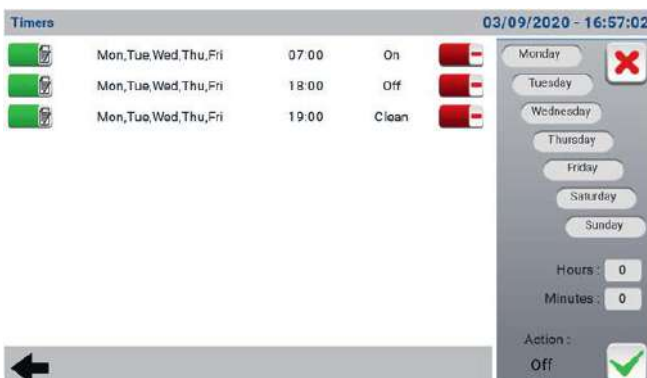 Timers
03/09/2020 - 16:57:02
Mon,Tue,Wed,Thu,Fri 07:00 On
Mon,Tue,Wed,Thu,Fri 18:00 Off
Mon,Tue,Wed,Thu,Fri 19:00 Clean
Monday
Tuesday
Wednesday
Thursday
Friday
Saturday
Sunday
Hours : 0
Minutes : 0
Action :
Off